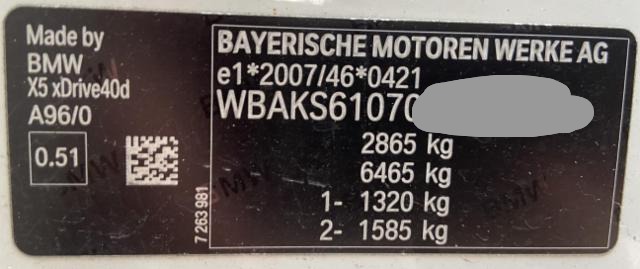 Made by
BMW
X5 xDrive40d
A96/0
0.51
7 263 981
BAYERISCHE MOTOREN WERKE AG
e1*2007/46*0421
WBAKS61070
2865 kg
6465 kg
1- 1320 kg
2- 1585 kg